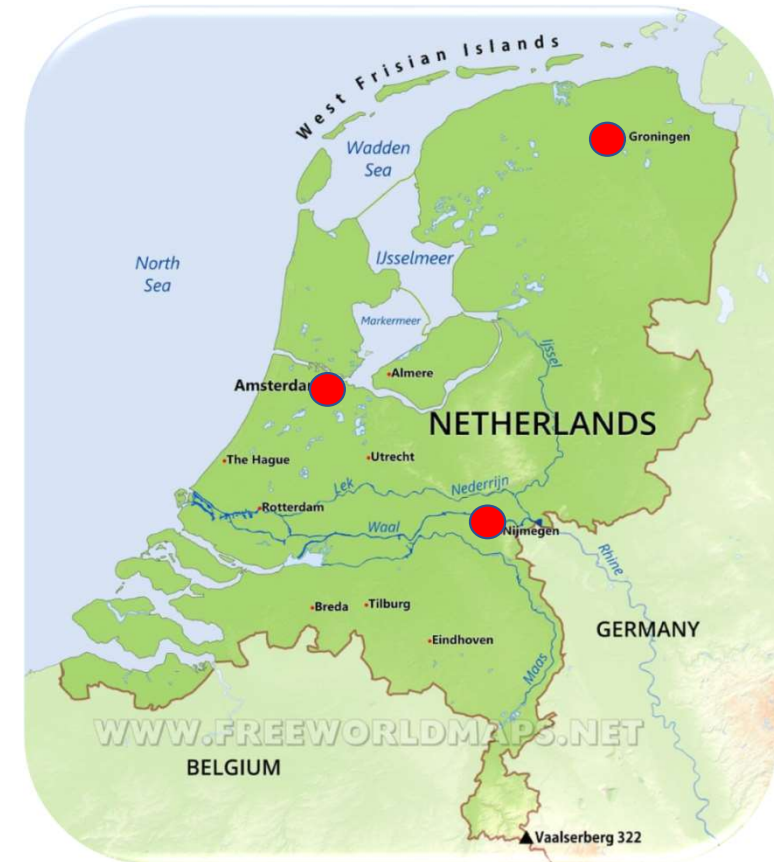 West Frisian Islands
Groningen
Wadden
Sea
North
Sea
IJsselmeer
Markermeer
IJssel
Almere
Amsterda
NETHERLANDS
The Hague
Utrecht
Lek
Nederrijn
Rotterdam
Waal
Nijmegen
Rhine
Breda
Tilburg
GERMANY
Eindhoven
Maas
WWW.FREEWORLDMAPS.NET
BELGIUM
Vaalserberg 322